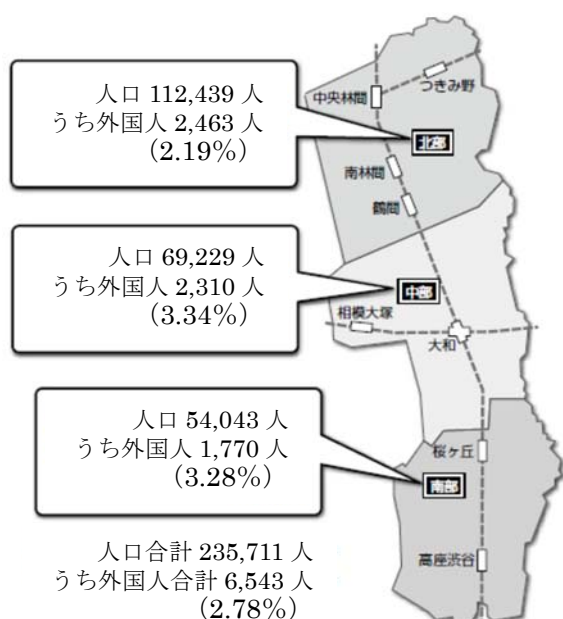 人口 112,439 人
うち外国人 2,463 人
(2.19%)
中央林間
つきみ野
北部
南林間
鶴間
人口 69,229 人
うち外国人 2,310 人
(3.34%)
中部
相模大塚
大和
人口 54,043 人
うち外国人 1,770 人
(3.28%)
桜ヶ丘
南部
高座渋谷
人口合計 235,711 人
うち外国人合計 6,543 人
(2.78%)